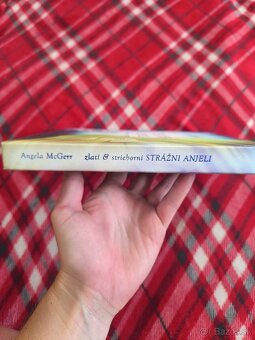 Angela McGerr zlatí & strieborní STRÁŽNI ANJELI